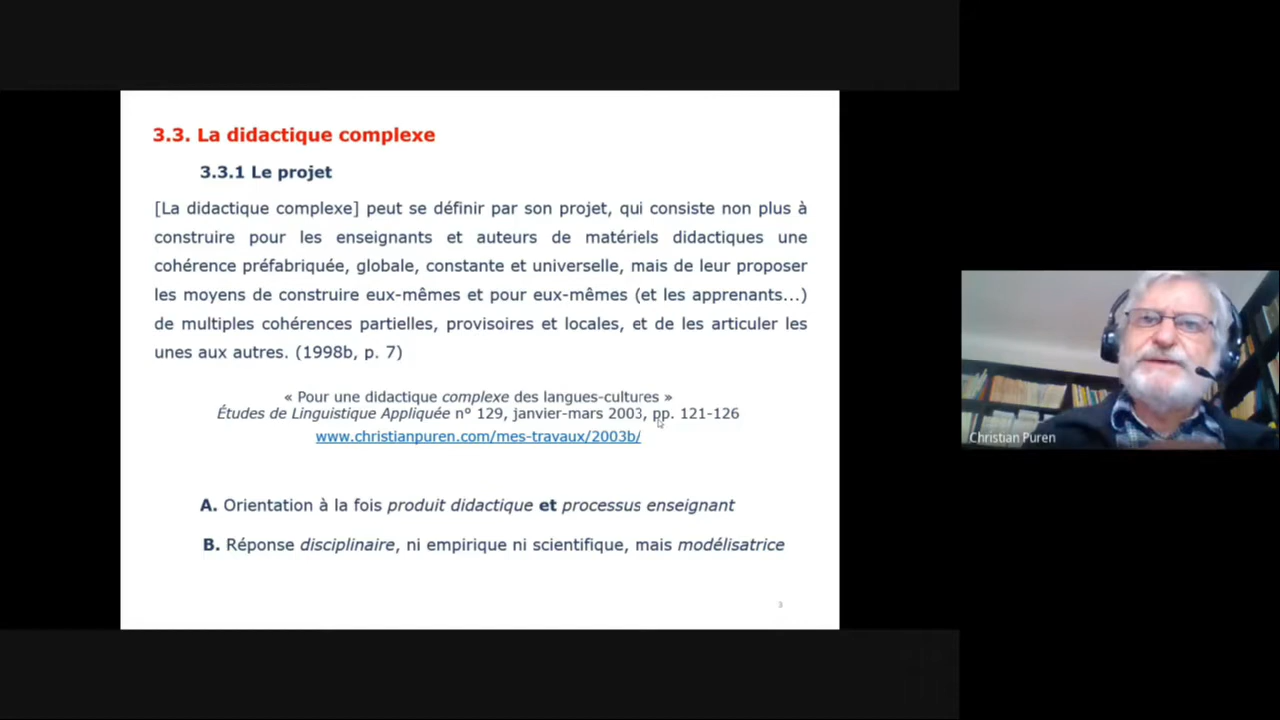 3.3. La didactique complexe
3.3.1 Le projet
[La didactique complexe] peut se définir par son projet, qui consiste non plus à
construire pour les enseignants et auteurs de matériels didactiques une
cohérence préfabriquée, globale, constante et universelle, mais de leur proposer
les moyens de construire eux-mêmes et pour eux-mêmes (et les apprenants...)
de multiples cohérences partielles, provisoires et locales, et de les articuler les
unes aux autres. (1998b, p. 7)
« Pour une didactique complexe des langues-cultures »
Études de Linguistique Appliquée n° 129, janvier-mars 2003, pp. 121-126
www.christianpuren.com/mes-travaux/2003b/
A. Orientation à la fois produit didactique et processus enseignant
B. Réponse disciplinaire, ni empirique ni scientifique, mais modélisatrice
3
Christian Puren